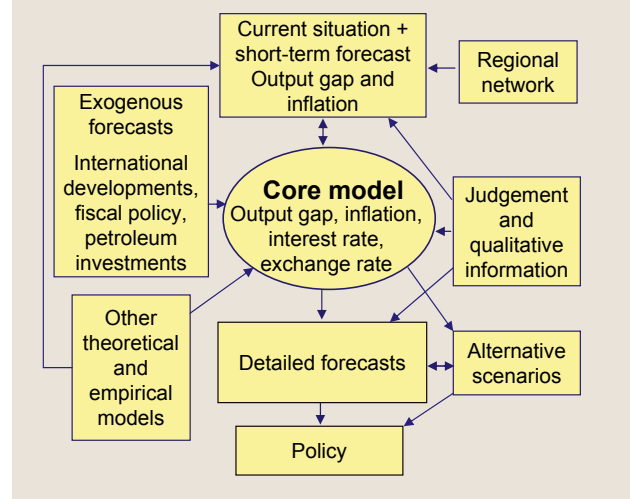 Current situation +
short-term forecast
Output gap and
inflation
Regional
network
Exogenous
forecasts
International
developments,
fiscal policy,
petroleum
investments
Core model
Output gap, inflation,
interest rate,
exchange rate
Judgement
and
qualitative
information
Other
theoretical
and
empirical
models
Detailed forecasts
Alternative
scenarios
Policy